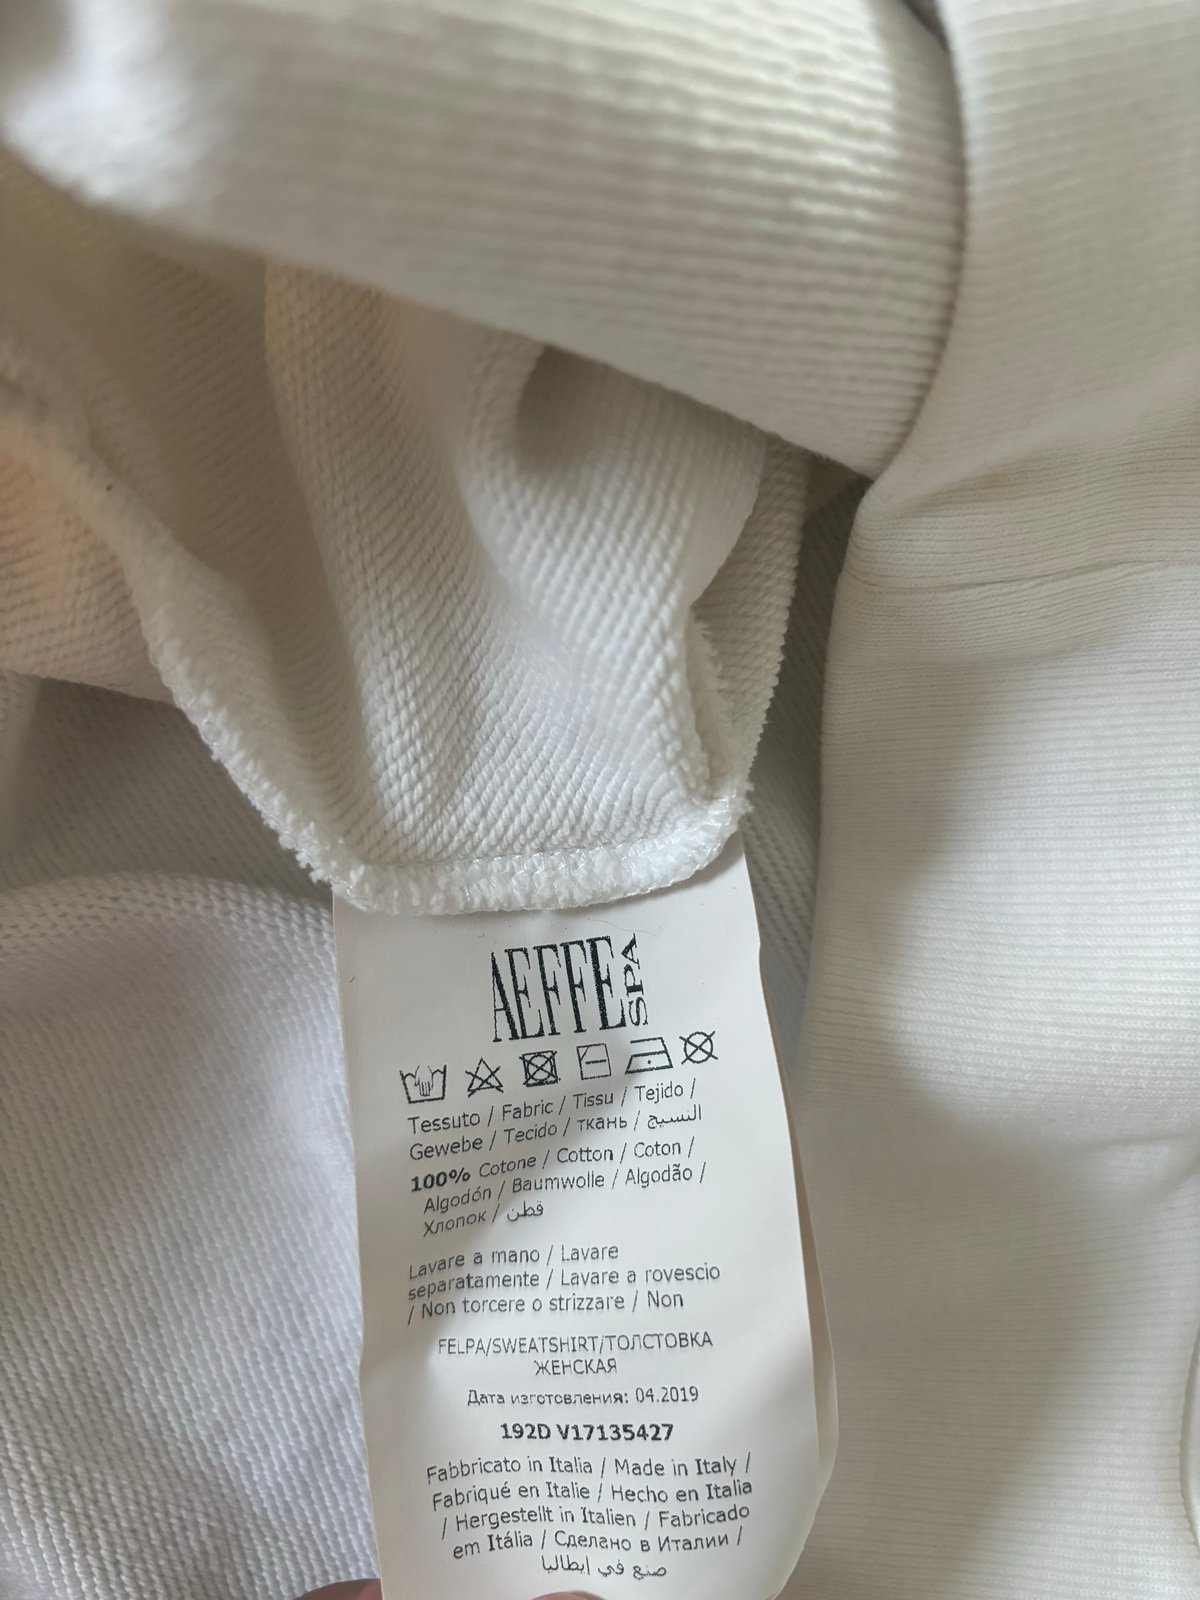 AEFFE SPA
Tessuto / Fabric / Tissu / Tejido /
Gewebe / Tecido / ткань / النسيج
100% Cotone / Cotton / Coton /
Algodón / Baumwolle / Algodão /
Хлопок / قطن
Lavare a mano / Lavare
separatamente / Lavare a rovescio
/ Non torcere o strizzare / Non
FELPA/SWEATSHIRT/ТОЛСТОВКА
ЖЕНСКАЯ
Дата изготовления: 04.2019
192D V17135427
Fabbricato in Italia / Made in Italy /
Fabriqué en Italie / Hecho en Italia
/ Hergestellt in Italien / Fabricado
em Itália / Сделано в Италии /
صنع في إيطاليا